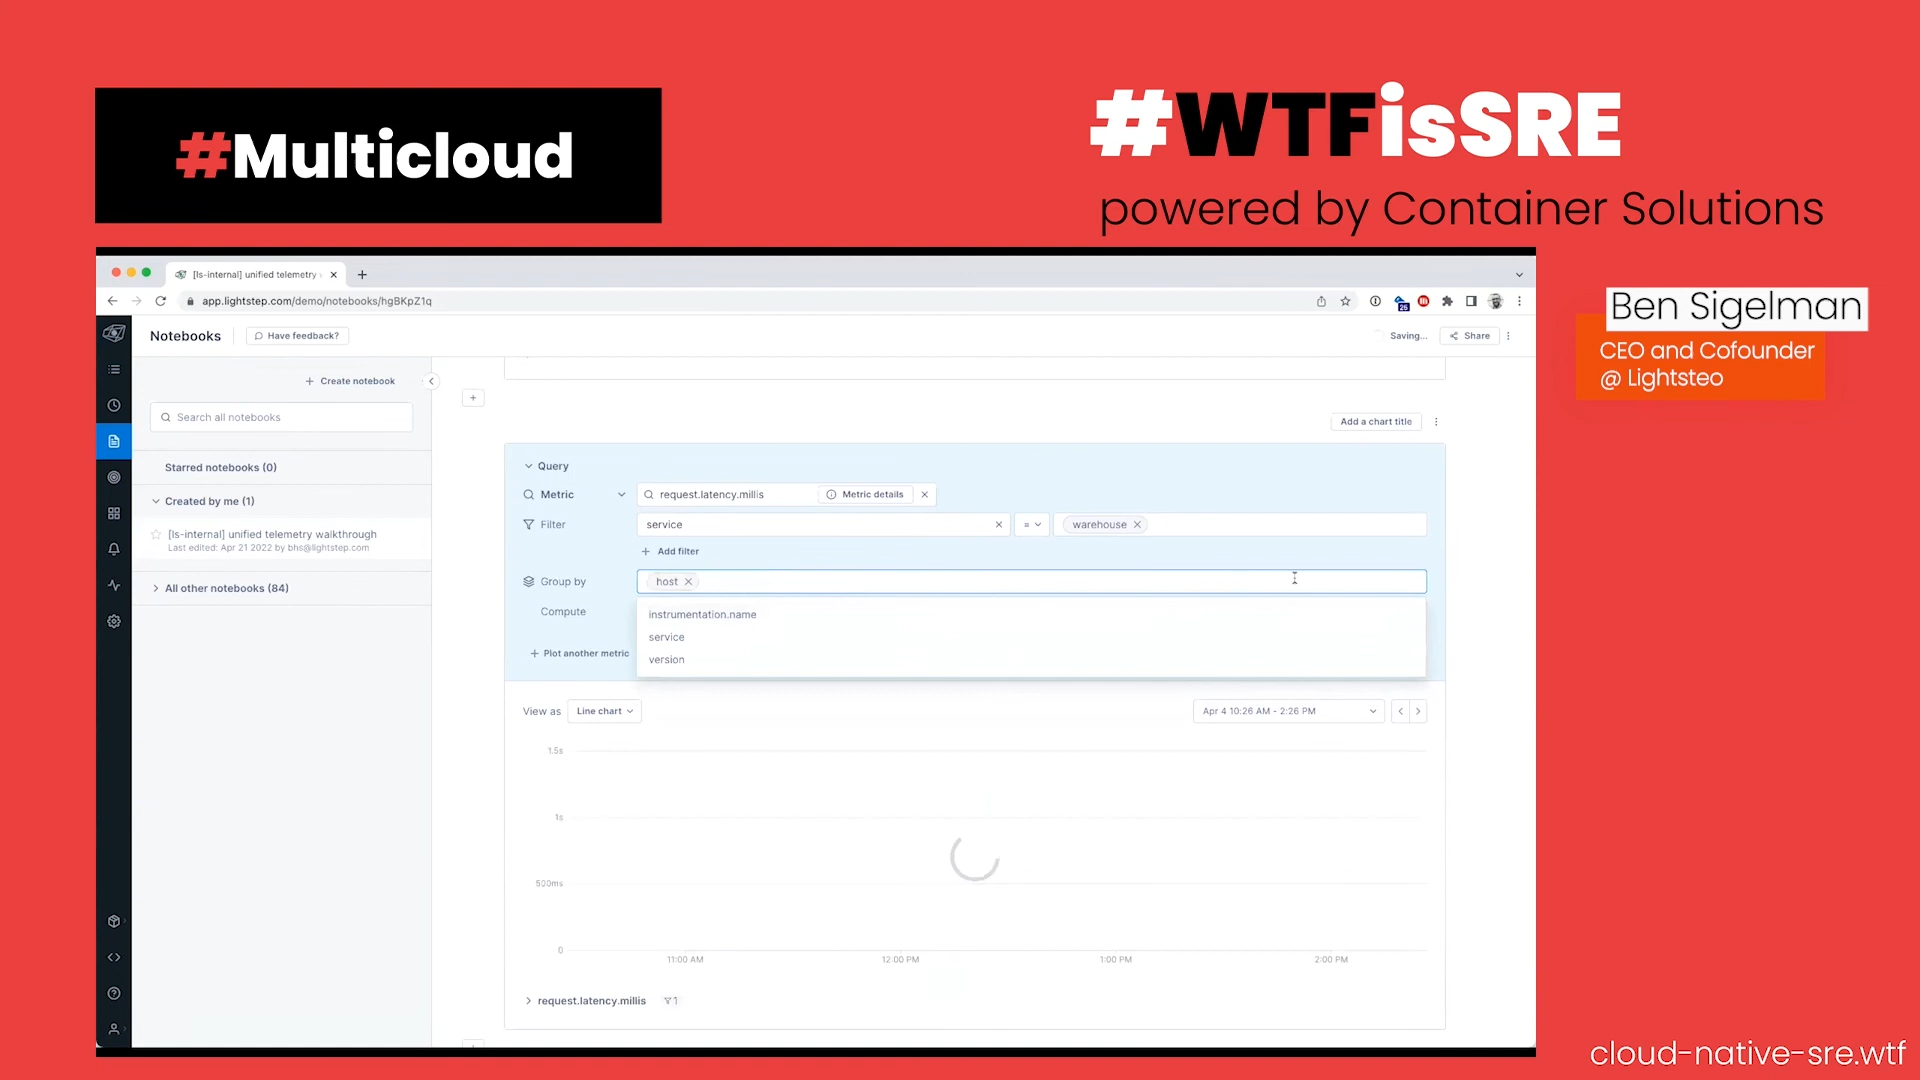 #Multicloud
#WTFisSRE
powered by Container Solutions
[ls-internal] unified telemetry
app.lightstep.com/demo/notebooks/hgBKpZ1q
25
Ben Sigelman
CEO and Cofounder
@ Lightsteo
Notebooks
Have feedback?
Saving...
Share
Create notebook
Search all notebooks
Starred notebooks (0)
Created by me (1)
[ls-internal] unified telemetry walkthrough
Last edited: Apr 21 2022 by bhs@lightstep.com
All other notebooks (84)
Add a chart title
Query
Metric
request.latency.millis
Metric details
Filter
service
=
warehouse
Add filter
Group by
host
Compute
instrumentation.name
service
version
Plot another metric
View as
Line chart
Apr 4 10:26 AM - 2:26 PM
1.5s
1s
500ms
0
11:00 AM
12:00 PM
1:00 PM
2:00 PM
request.latency.millis
1
cloud-native-sre.wtf